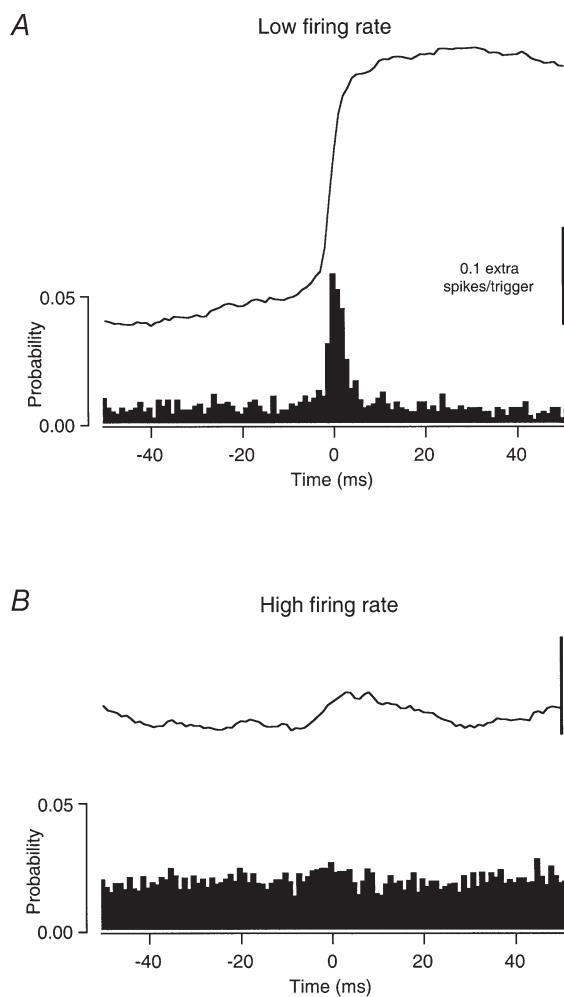 A
Low firing rate
0.1 extra
spikes/trigger
0.05
Probability
0.00
-40 -20 0 20 40
Time (ms)
B
High firing rate
0.05
Probability
0.00
-40 -20 0 20 40
Time (ms)